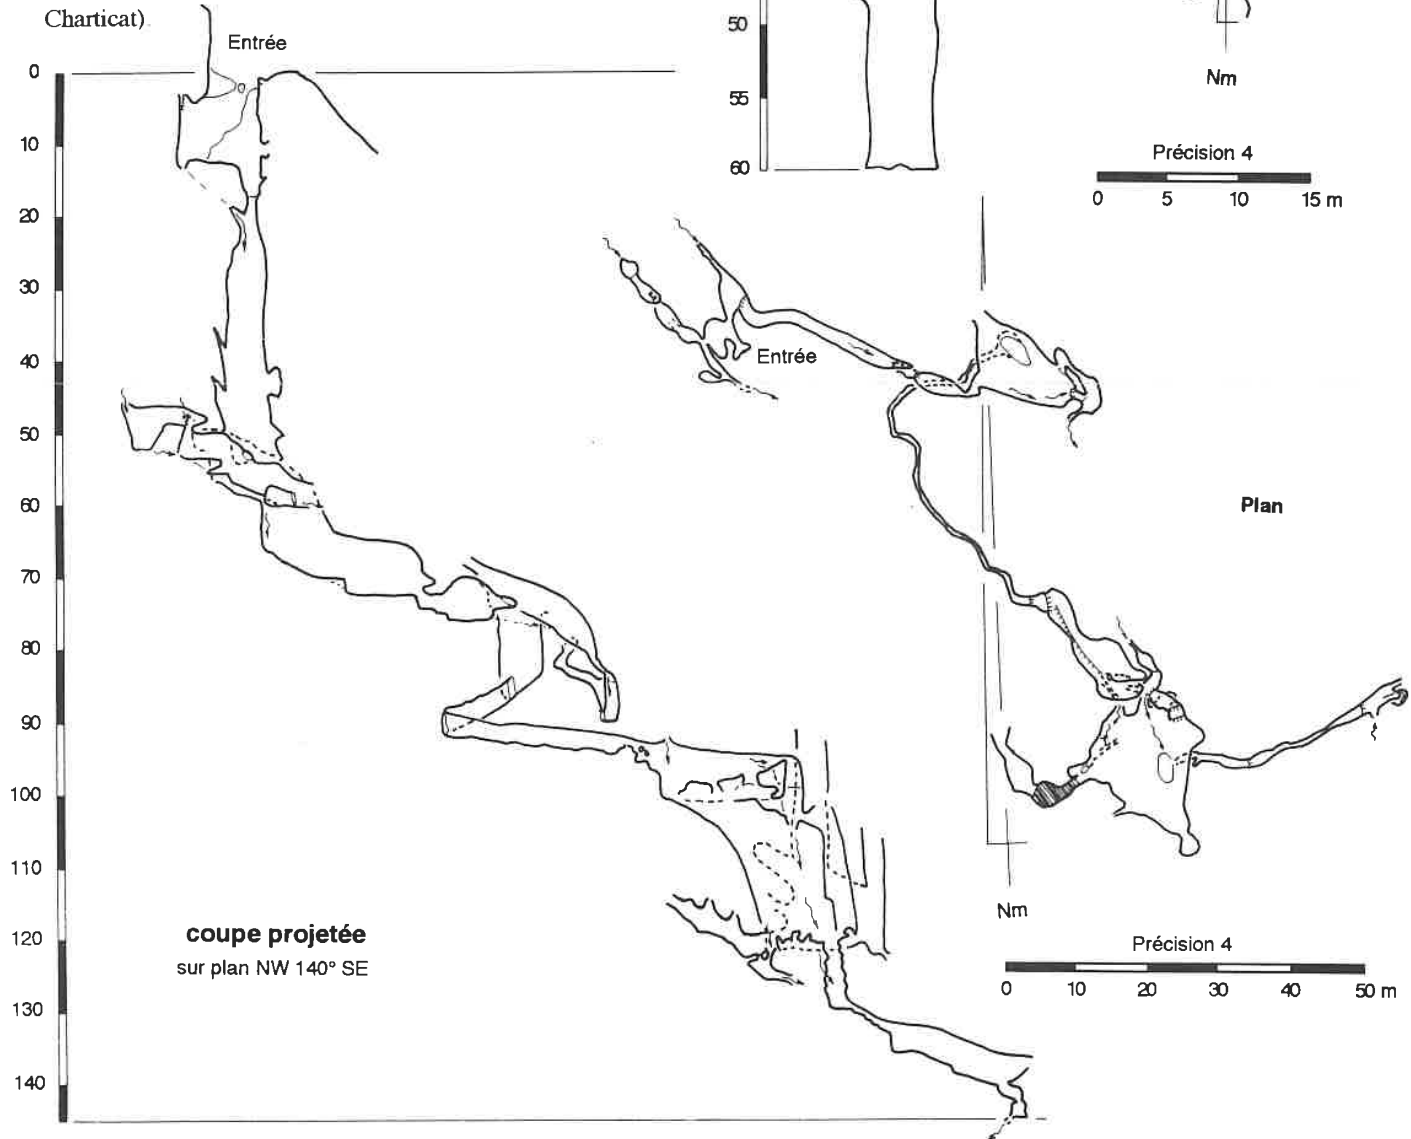 Charticat).
Entrée
0
10
20
30
40
50
60
70
80
90
100
110
120
130
140
coupe projetée
sur plan NW 140° SE
50
55
60
Nm
Précision 4
0 5 10 15 m
Entrée
Plan
Nm
Précision 4
0 10 20 30 40 50 m